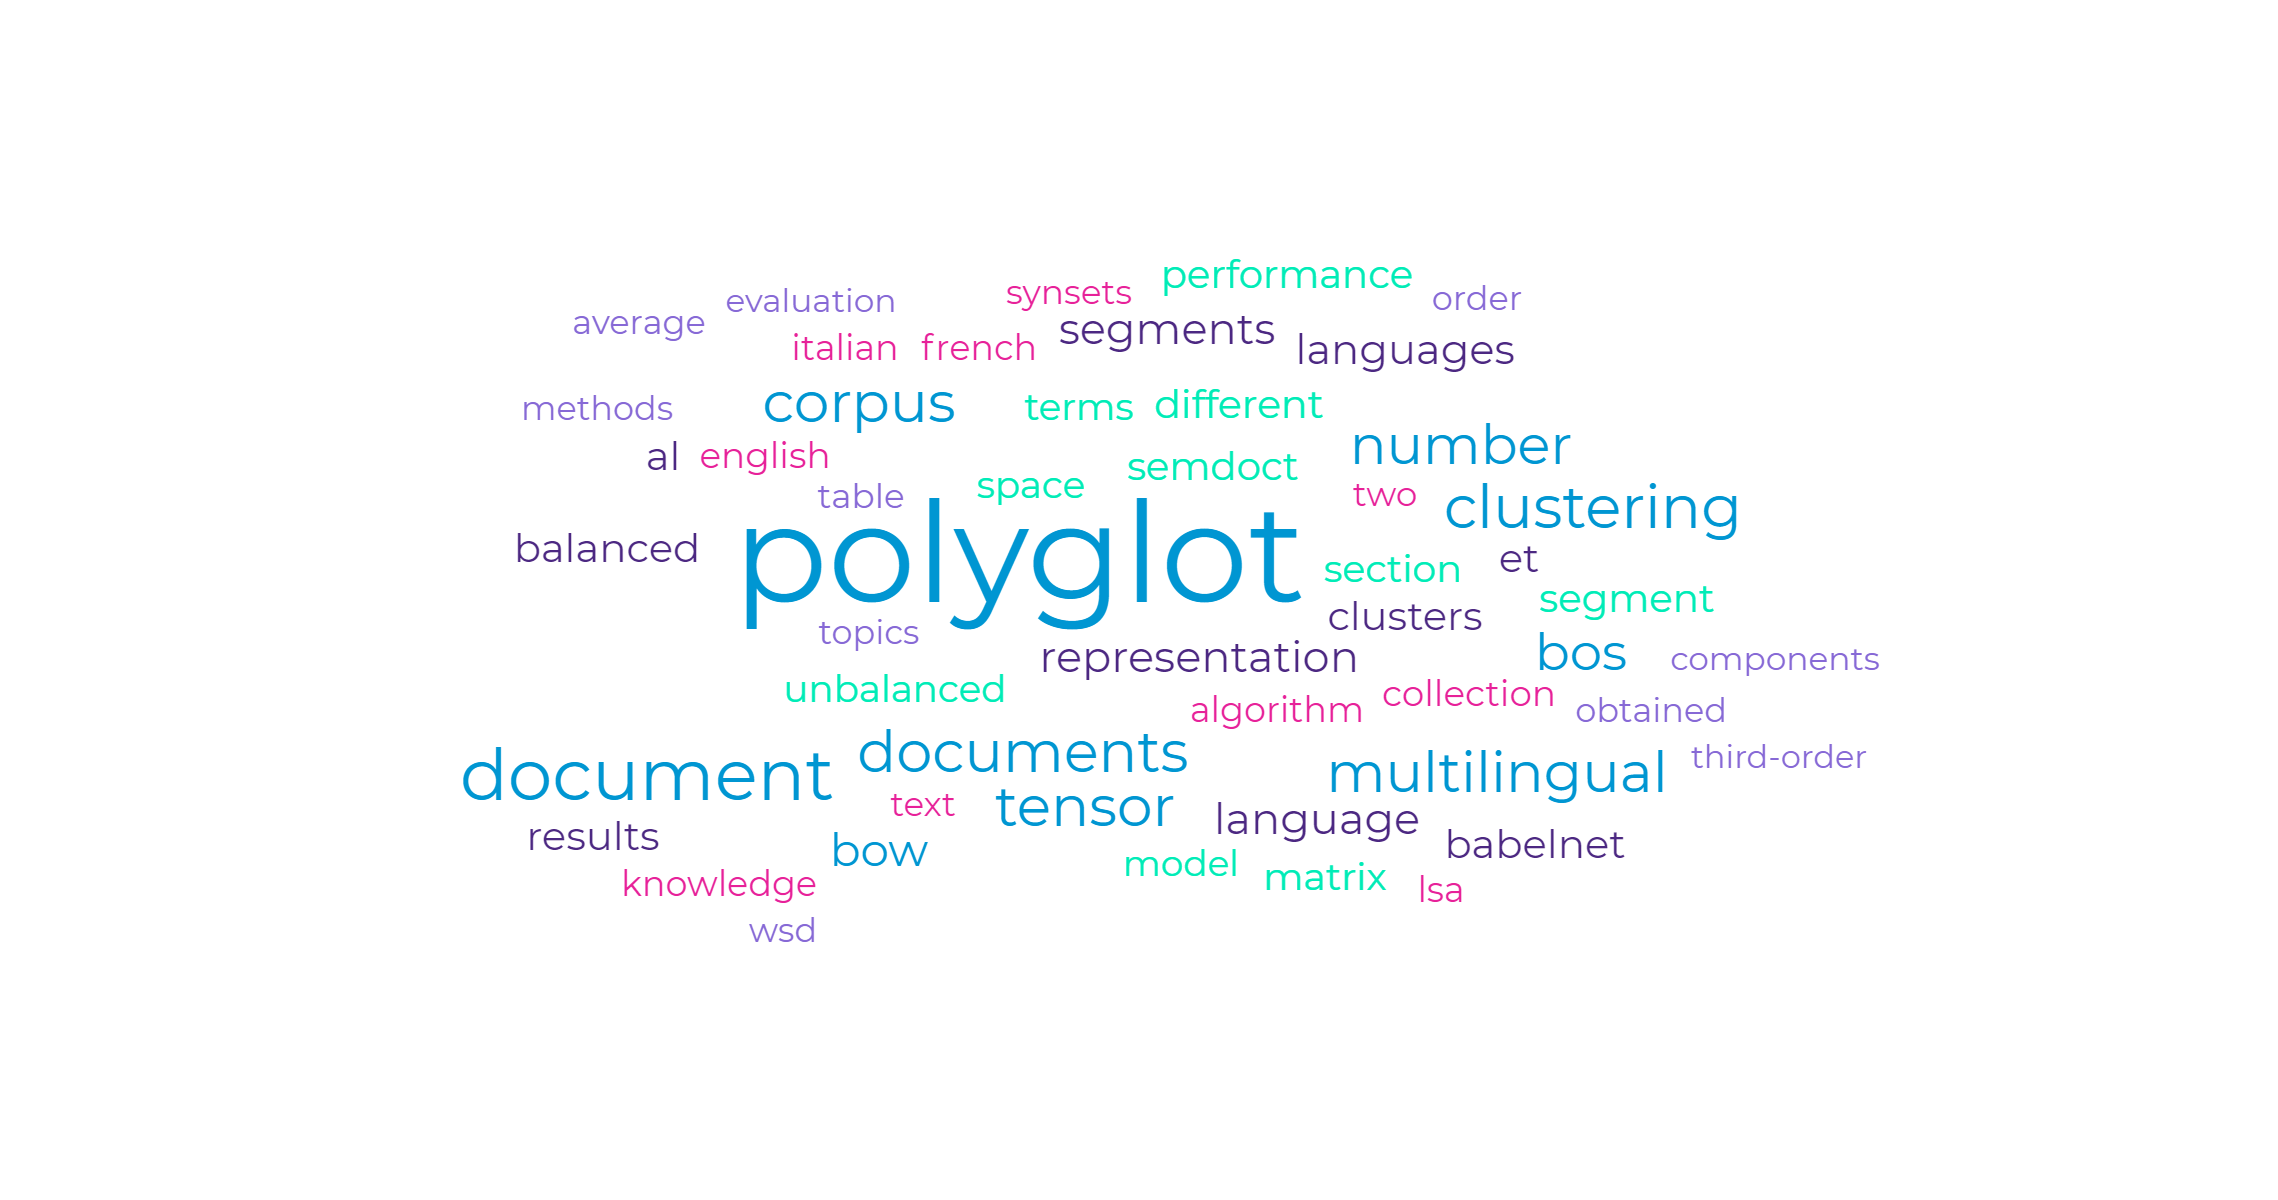 performance
synsets
order
evaluation
average
segments
italian french
languages
corpus
terms different
methods
number
al english
semdoct
space
table
two
clustering
polyglot
balanced
et
section
segment
clusters
topics
bos
representation
components
unbalanced
collection
algorithm
obtained
documents
third-order
document
multilingual
text
tensor
language
results
babelnet
bow
model
matrix
knowledge
lsa
wsd